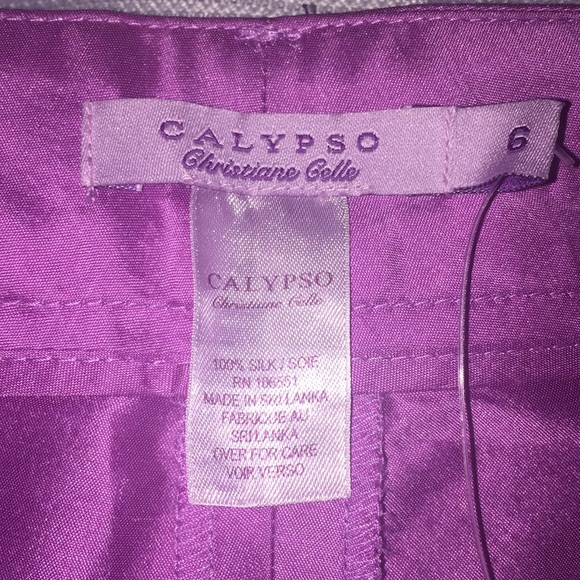 CALYPSO
Christiane Celle
6
CALYPSO
Christiane Celle
100% SILK / SOIE
RN 106551
MADE IN SRI LANKA
FABRIQUE AU
SRI LANKA
OVER FOR CARE
VOIR VERSO